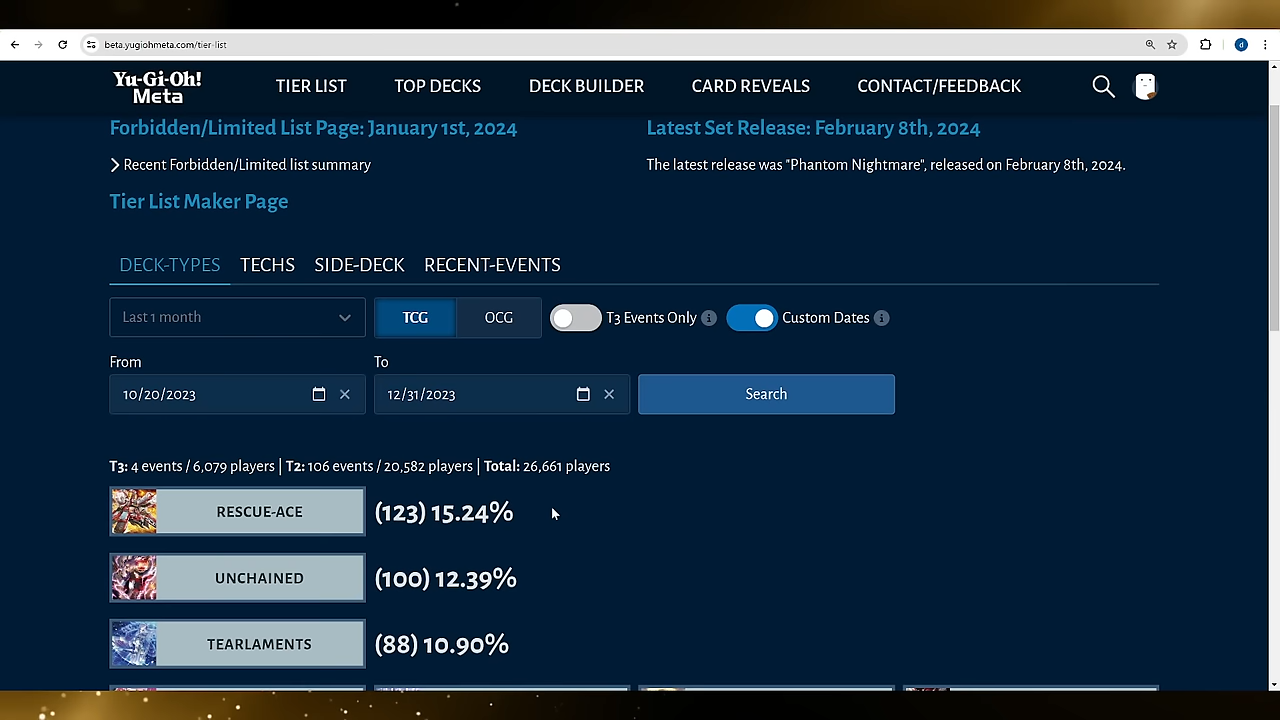 beta.yugiohmeta.com/tier-list
d
Yu-Gi-Oh!
Meta
TIER LIST
TOP DECKS
DECK BUILDER
CARD REVEALS
CONTACT/FEEDBACK
Forbidden/Limited List Page: January 1st, 2024
Latest Set Release: February 8th, 2024
Recent Forbidden/Limited list summary
The latest release was "Phantom Nightmare", released on February 8th, 2024.
Tier List Maker Page
DECK-TYPES TECHS SIDE-DECK RECENT-EVENTS
Last 1 month
TCG
OCG
T3 Events Only
Custom Dates
From
To
10/20/2023
12/31/2023
Search
T3: 4 events / 6,079 players | T2: 106 events / 20,582 players | Total: 26,661 players
RESCUE-ACE (123) 15.24%
UNCHAINED (100) 12.39%
TEARLAMENTS (88) 10.90%